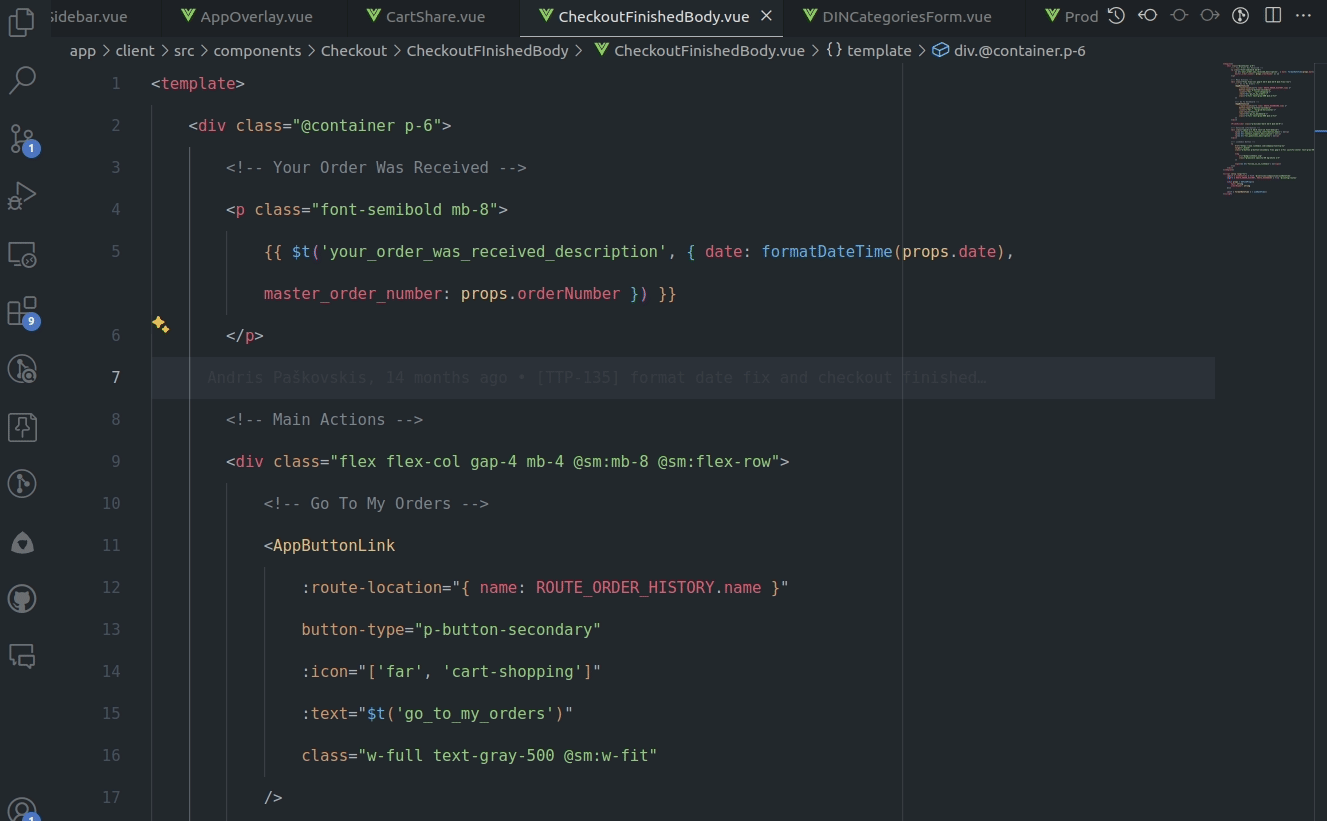 Sidebar.vue AppOverlay.vue CartShare.vue CheckoutFinishedBody.vue DINCategoriesForm.vue Prod
app > client > src > components > Checkout > CheckoutFInishedBody > CheckoutFinishedBody.vue > {} template > div.@container.p-6
1 <template>
2 <div class="@container p-6">
3 <!-- Your Order Was Received -->
4 <p class="font-semibold mb-8">
5 {{ $t('your_order_was_received_description', { date: formatDateTime(props.date),
master_order_number: props.orderNumber }) }}
6 </p>
7 Andris Paškovskis, 14 months ago • [TTP-135] format date fix and checkout finished…
8 <!-- Main Actions -->
9 <div class="flex flex-col gap-4 mb-4 @sm:mb-8 @sm:flex-row">
10 <!-- Go To My Orders -->
11 <AppButtonLink
12 :route-location="{ name: ROUTE_ORDER_HISTORY.name }"
13 button-type="p-button-secondary"
14 :icon="['far', 'cart-shopping']"
15 :text="$t('go_to_my_orders')"
16 class="w-full text-gray-500 @sm:w-fit"
17 />
1
9
1